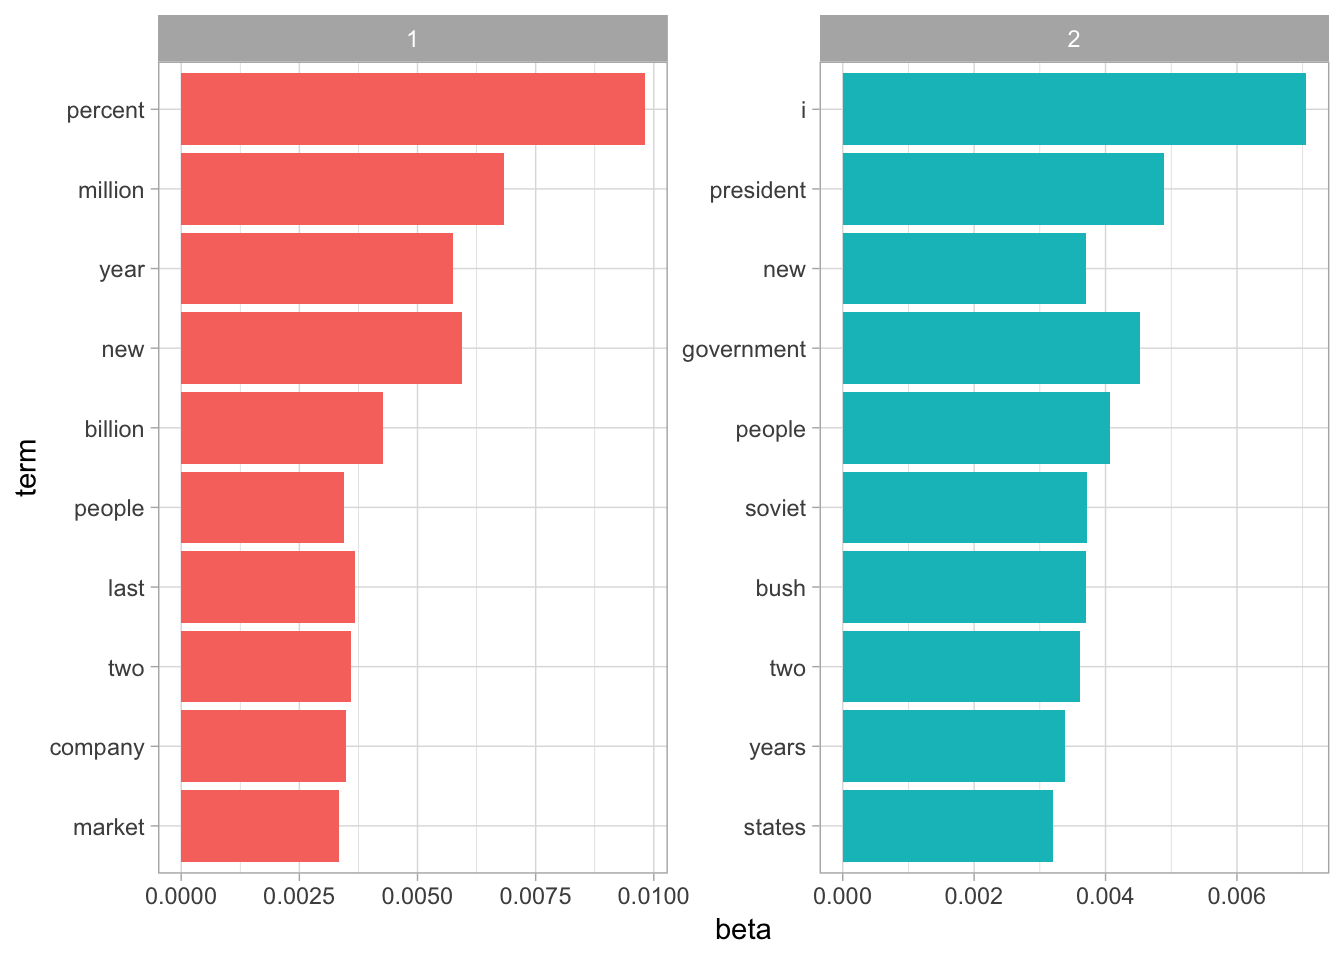 1
2
term
percent
million
year
new
billion
people
last
two
company
market
0.0000 0.0025 0.0050 0.0075 0.0100
i
president
new
government
people
soviet
bush
two
years
states
0.000 0.002 0.004 0.006
beta